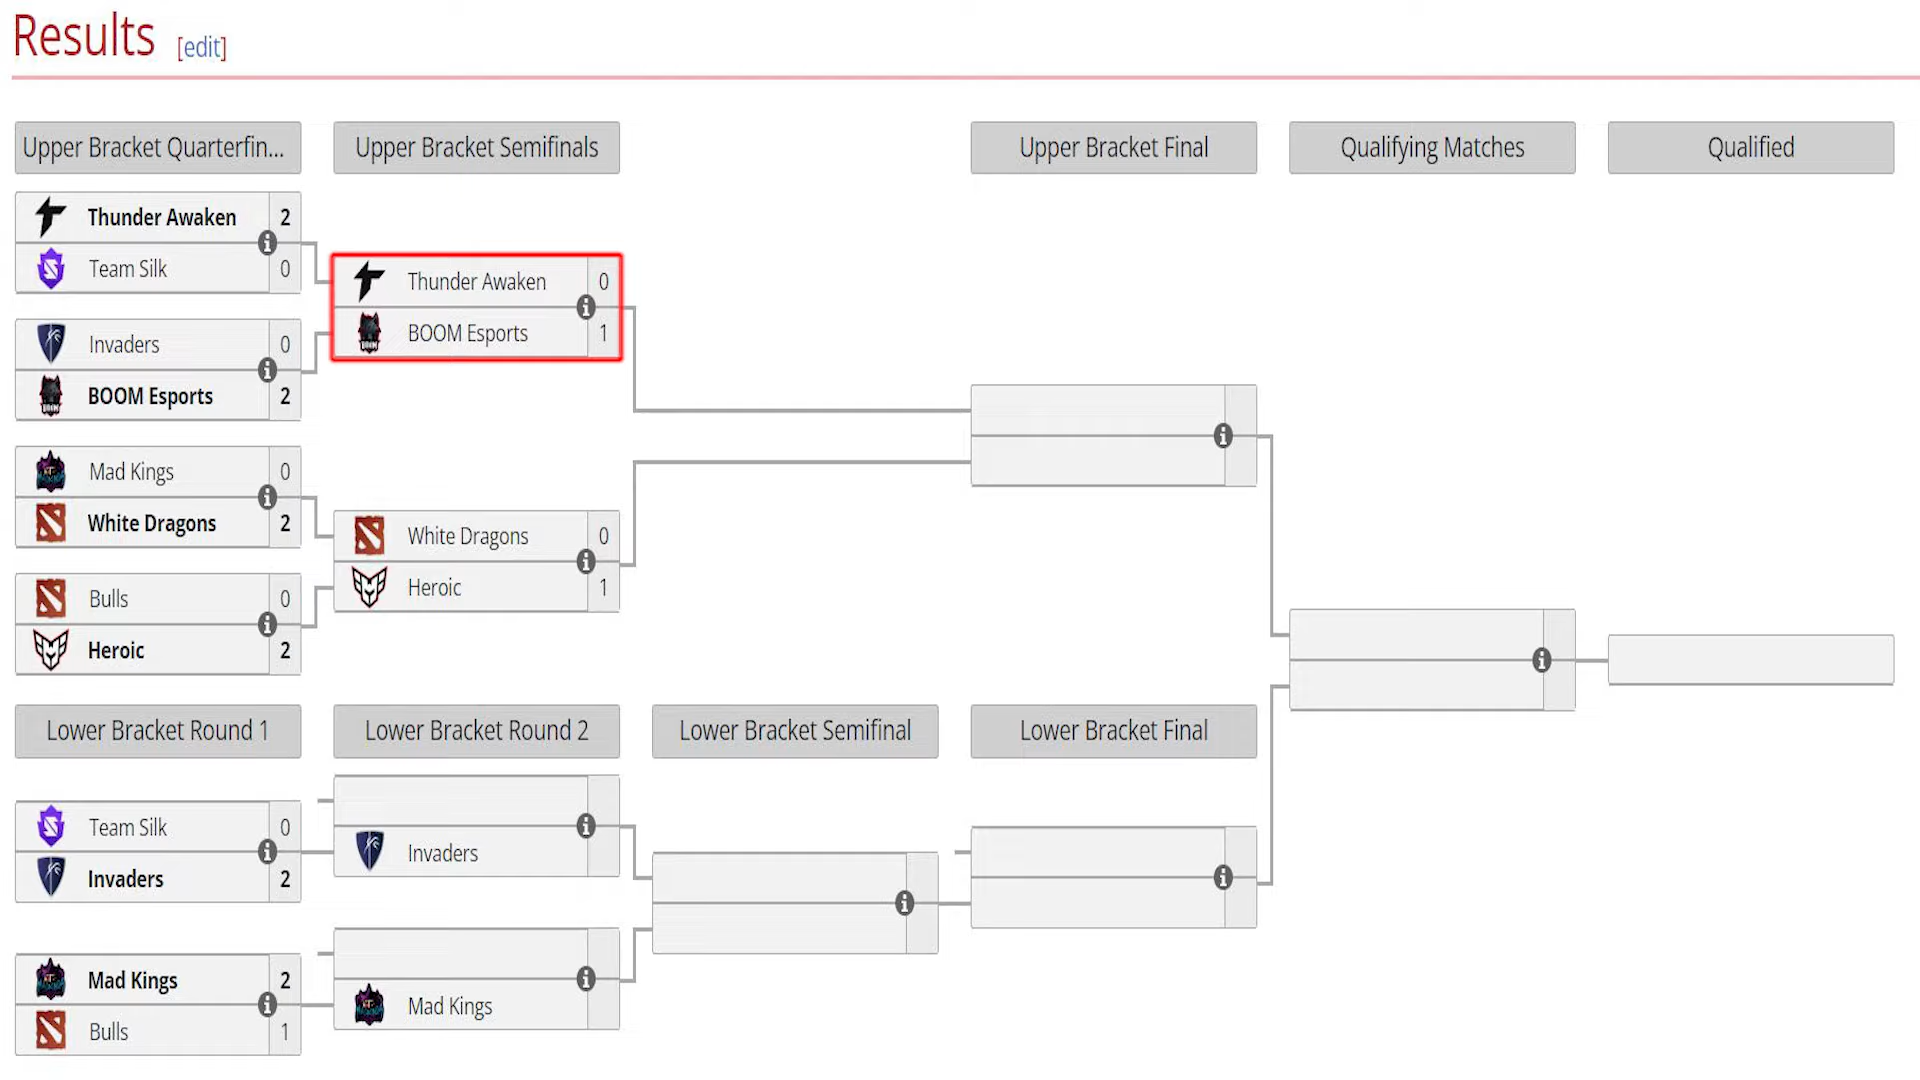 Results [edit]
Upper Bracket Quarterfin...
Upper Bracket Semifinals
Upper Bracket Final
Qualifying Matches
Qualified
Thunder Awaken 2
Team Silk 0
Invaders 0
BOOM Esports 2
Mad Kings 0
White Dragons 2
Bulls 0
Heroic 2
Thunder Awaken 0
BOOM Esports 1
White Dragons 0
Heroic 1
Lower Bracket Round 1
Lower Bracket Round 2
Lower Bracket Semifinal
Lower Bracket Final
Team Silk 0
Invaders 2
Mad Kings 2
Bulls 1
Invaders
Mad Kings